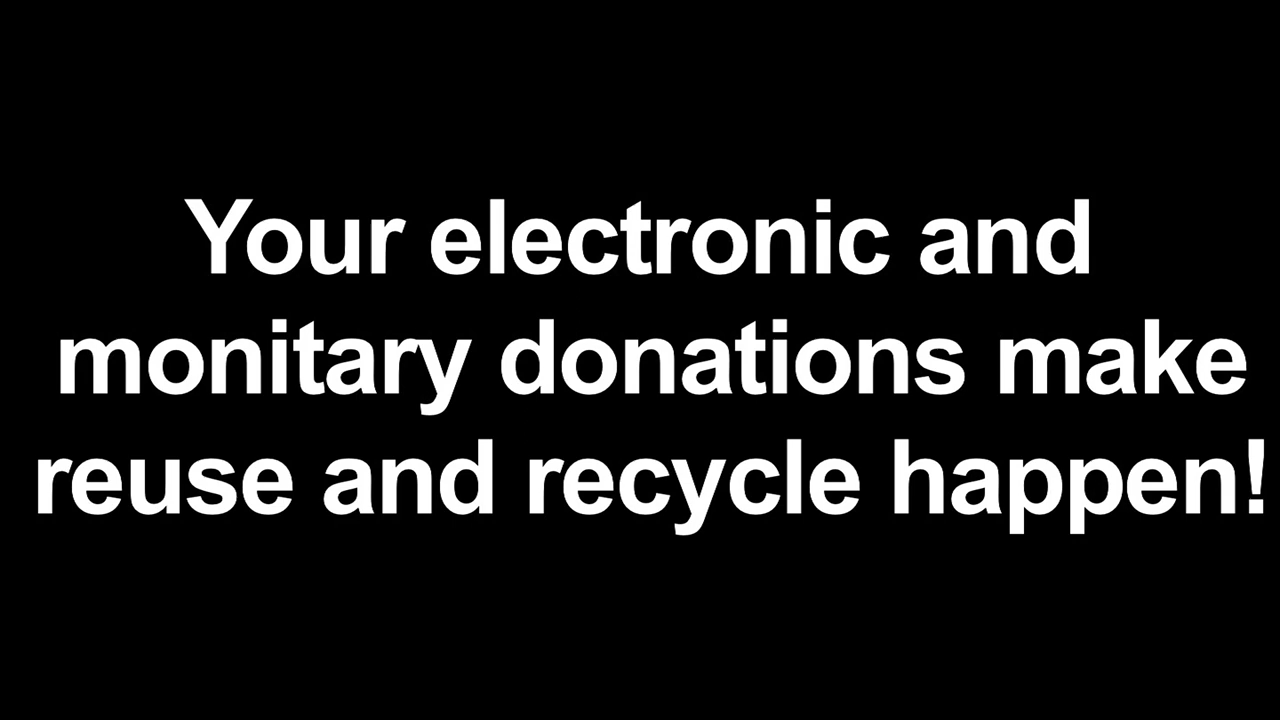 Your electronic and
monitary donations make
reuse and recycle happen!